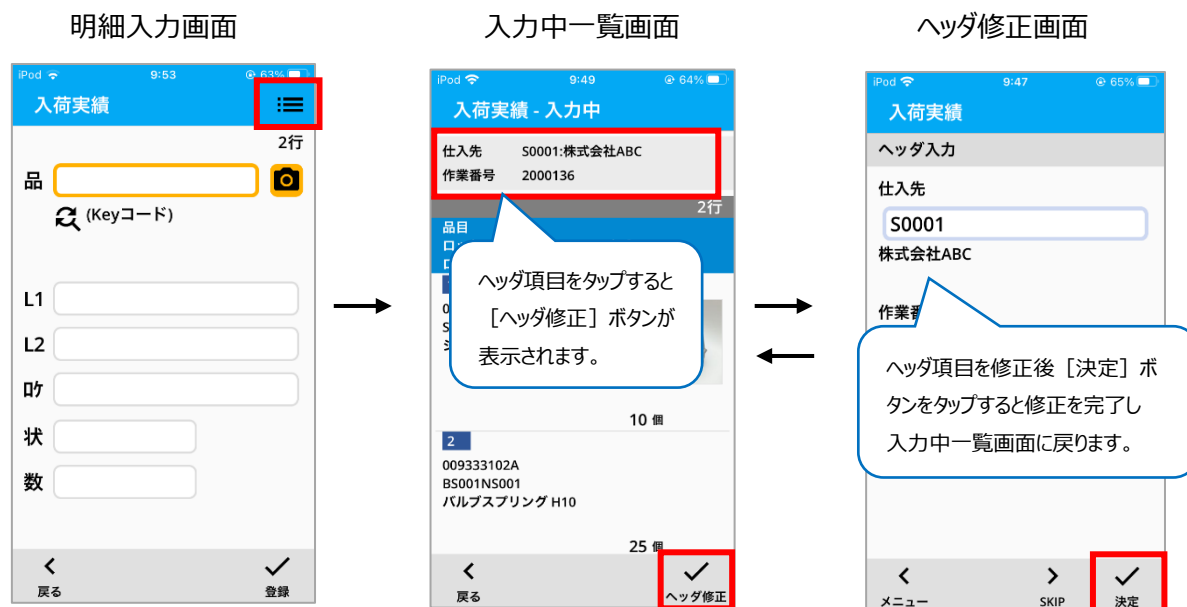 明細入力画面
iPod 9:53 63%
入荷実績
2行
品
(Keyコード)
L1
L2
ロケ
状
数
戻る
登録
入力中一覧画面
iPod 9:49 64%
入荷実績 - 入力中
仕入先 S0001:株式会社ABC
作業番号 2000136
2行
品目
ヘッダ項目をタップすると
[ヘッダ修正] ボタンが
表示されます。
10 個
2
009333102A
BS001NS001
バルブスプリング H10
25 個
戻る
ヘッダ修正
ヘッダ修正画面
iPod 9:47 65%
入荷実績
ヘッダ入力
仕入先
S0001
株式会社ABC
作業番
ヘッダ項目を修正後 [決定] ボ
タンをタップすると修正を完了し
入力中一覧画面に戻ります。
メニュー
SKIP
決定